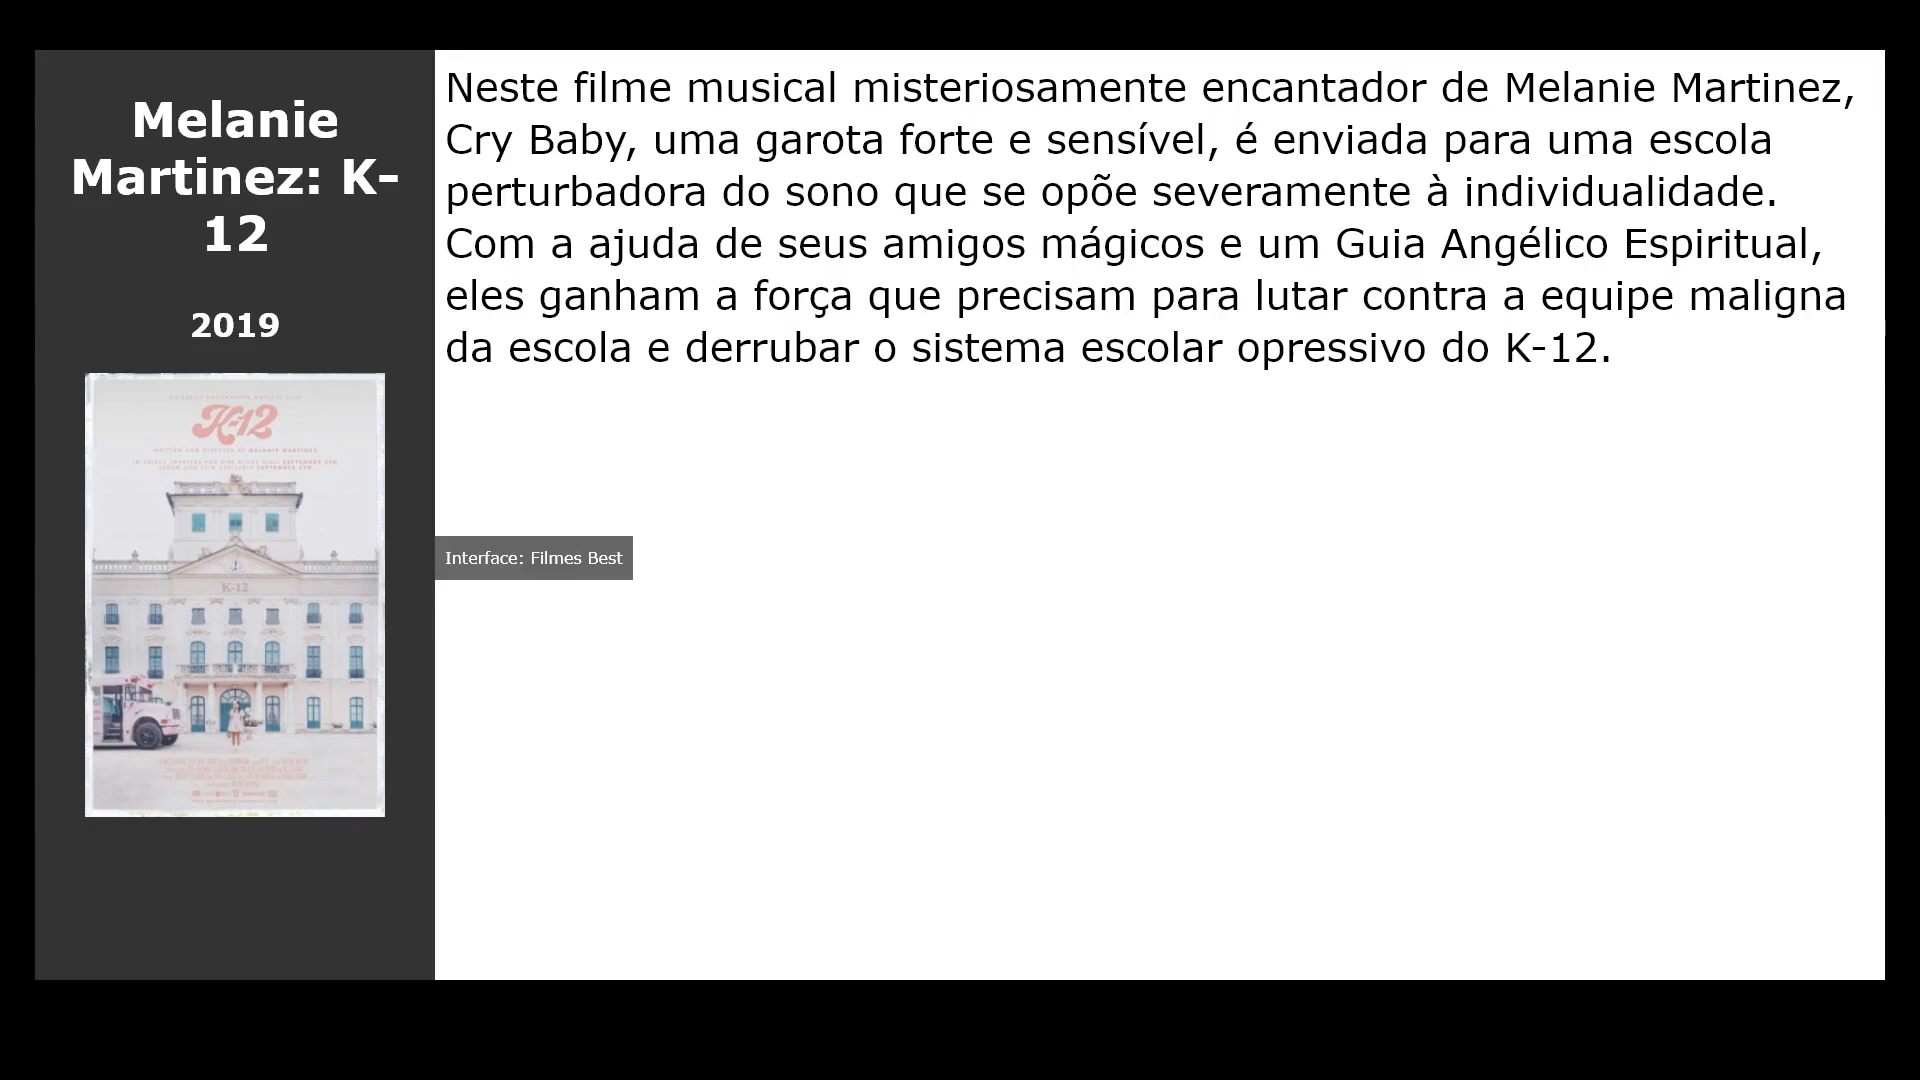 Melanie
Martinez: K-
12
2019
K-12
K-12
Neste filme musical misteriosamente encantador de Melanie Martinez,
Cry Baby, uma garota forte e sensível, é enviada para uma escola
perturbadora do sono que se opõe severamente à individualidade.
Com a ajuda de seus amigos mágicos e um Guia Angélico Espiritual,
eles ganham a força que precisam para lutar contra a equipe maligna
da escola e derrubar o sistema escolar opressivo do K-12.
Interface: Filmes Best